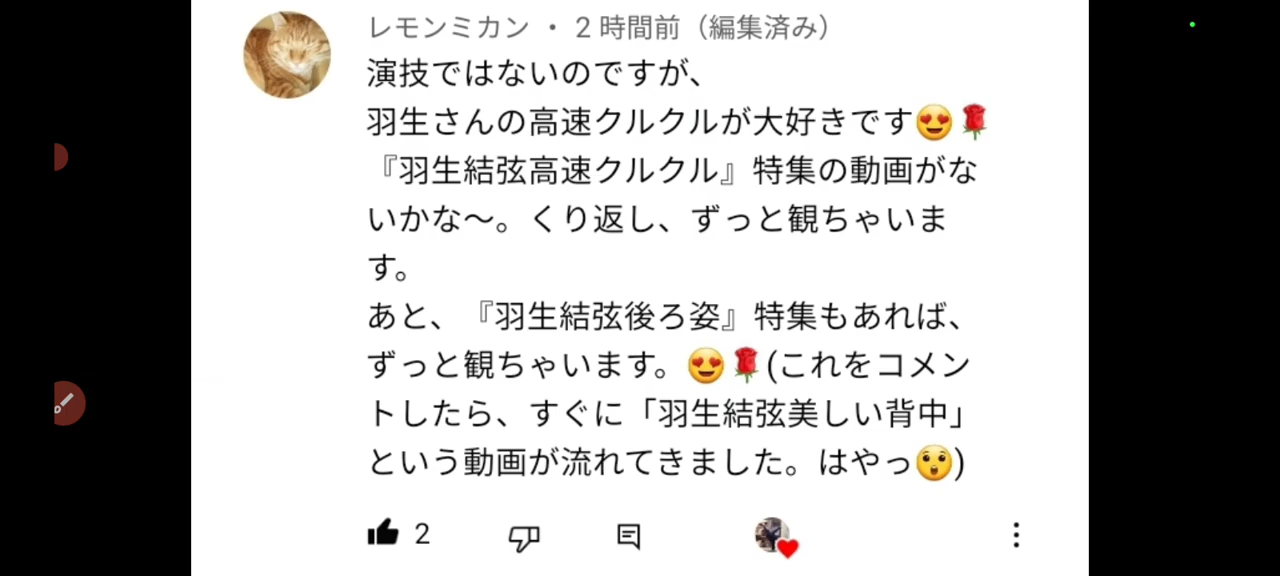 レモンミカン ・ 2 時間前（編集済み）
演技ではないのですが、
羽生さんの高速クルクルが大好きです😍🌹
『羽生結弦高速クルクル』特集の動画がな
いかな〜。くり返し、ずっと観ちゃいま
す。
あと、『羽生結弦後ろ姿』特集もあれば、
ずっと観ちゃいます。😍🌹(これをコメン
トしたら、すぐに「羽生結弦美しい背中」
という動画が流れてきました。はやっ😲)
2